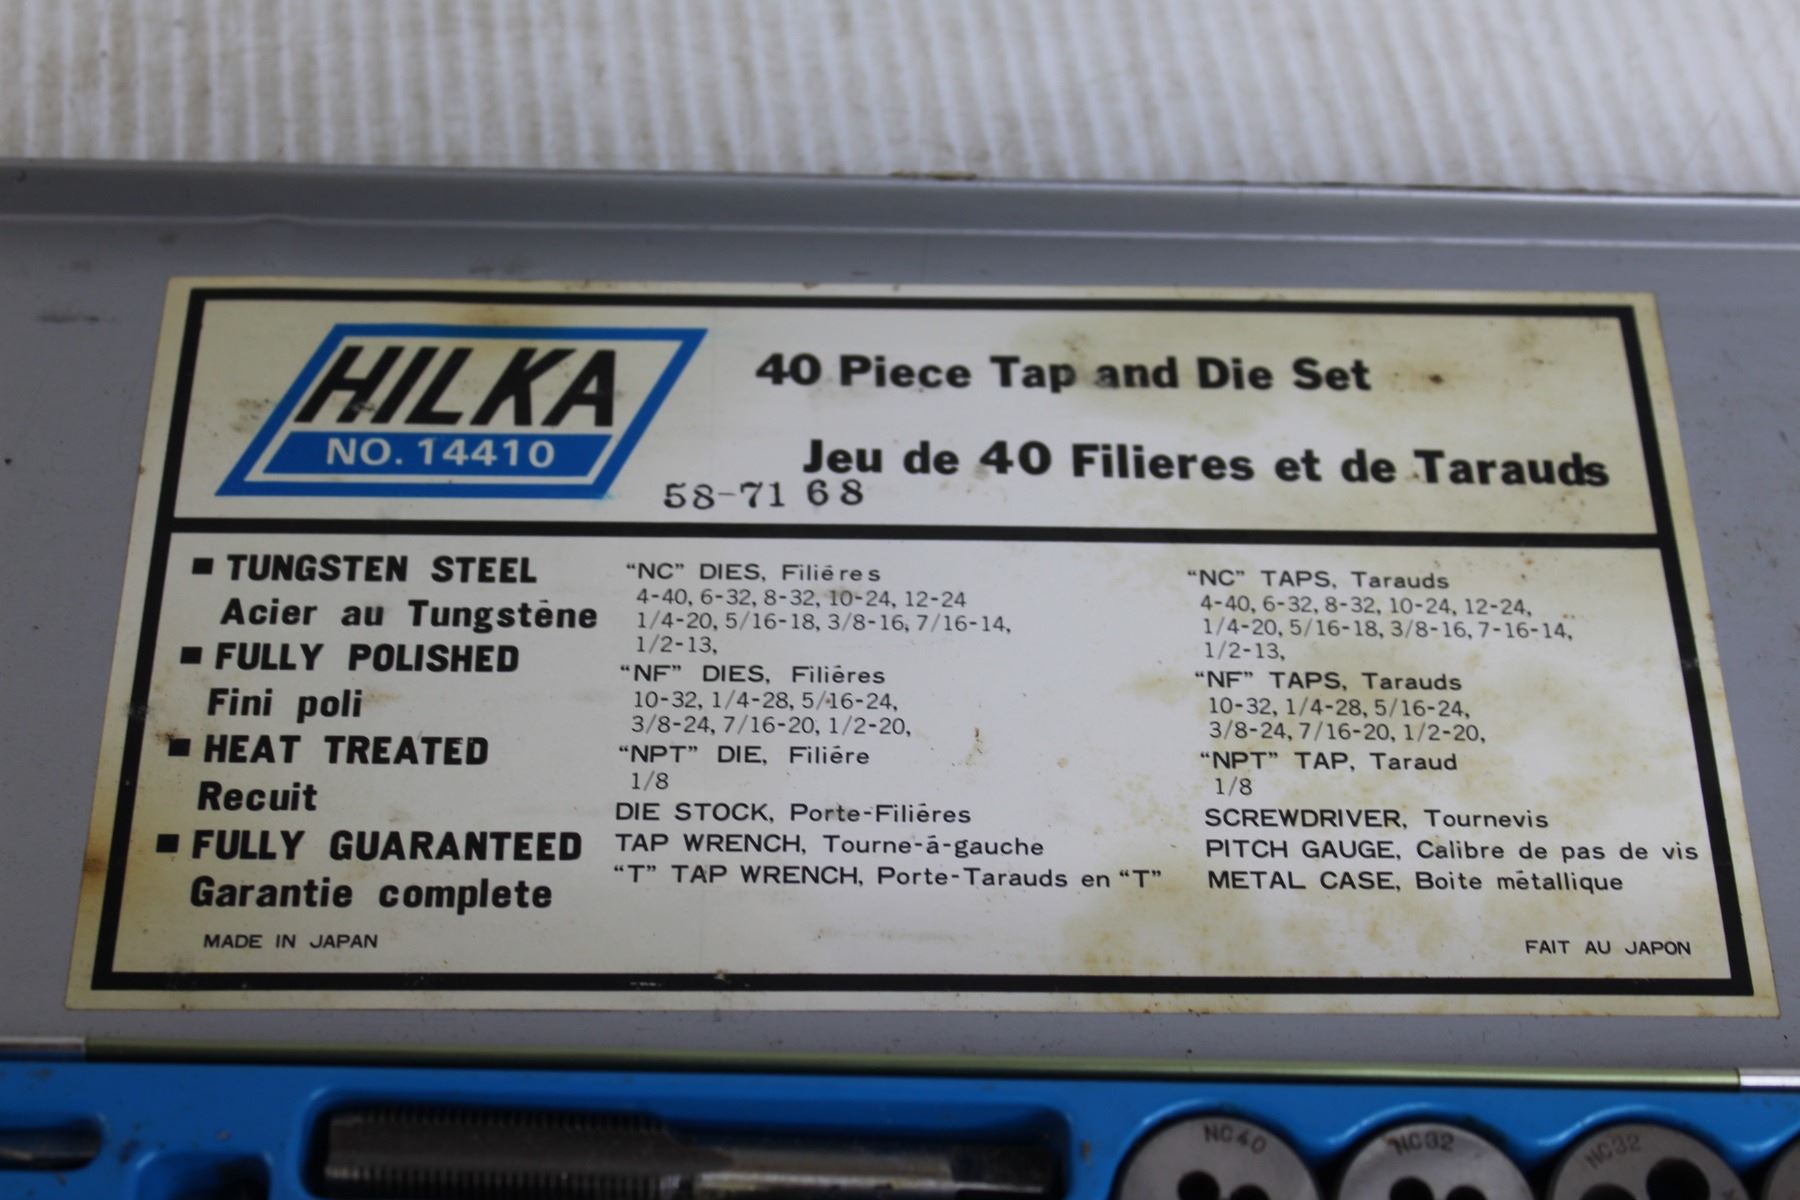 HILKA
NO. 14410
40 Piece Tap and Die Set
Jeu de 40 Filieres et de Tarauds
58-71 68
▪ TUNGSTEN STEEL
Acier au Tungstēne
▪ FULLY POLISHED
Fini poli
▪ HEAT TREATED
Recuit
▪ FULLY GUARANTEED
Garantie complete
MADE IN JAPAN
“NC” DIES, Filiēres
4-40, 6-32, 8-32, 10-24, 12-24
1/4-20, 5/16-18, 3/8-16, 7/16-14,
1/2-13,
“NF” DIES, Filiēres
10-32, 1/4-28, 5/16-24,
3/8-24, 7/16-20, 1/2-20,
“NPT” DIE, Filiēre
1/8
DIE STOCK, Porte-Filiēres
TAP WRENCH, Tourne-ā-gauche
“T” TAP WRENCH, Porte-Tarauds en “T”
“NC” TAPS, Tarauds
4-40, 6-32, 8-32, 10-24, 12-24,
1/4-20, 5/16-18, 3/8-16, 7-16-14,
1/2-13,
“NF” TAPS, Tarauds
10-32, 1/4-28, 5/16-24,
3/8-24, 7/16-20, 1/2-20,
“NPT” TAP, Taraud
1/8
SCREWDRIVER, Tournevis
PITCH GAUGE, Calibre de pas de vis
METAL CASE, Boite mētallique
FAIT AU JAPON
NC40
NC32
NC32